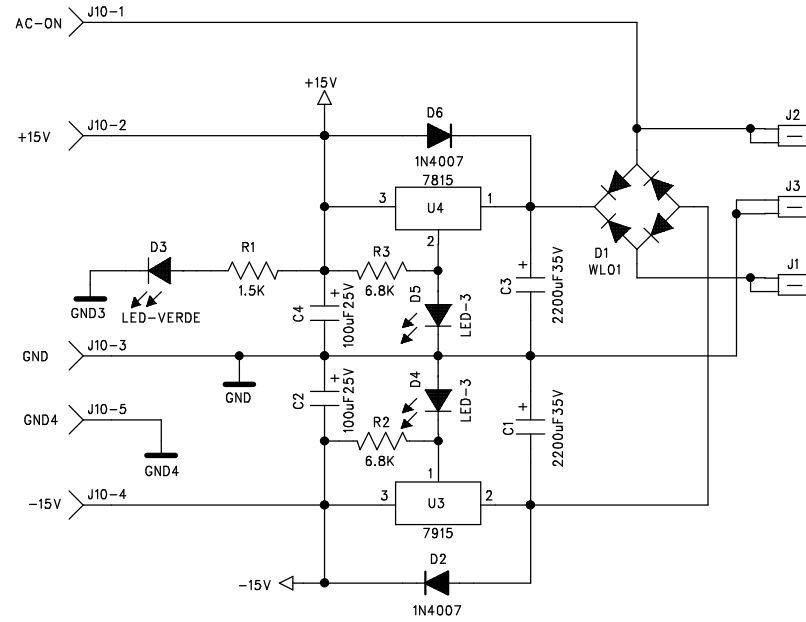 AC-ON
J10-1
+15V
J10-2
+15V
D6
1N4007
7815
3
U4
1
2
J2
J3
J1
D1
WL01
D3
R1
1.5K
R3
6.8K
GND3
LED-VERDE
+
C4
100uF25V
D5
LED-3
+
C3
2200uF35V
GND
J10-3
GND
+
C2
100uF25V
D4
LED-3
+
C1
2200uF35V
R2
6.8K
GND4
J10-5
GND4
-15V
J10-4
1
3
U3
2
7915
-15V
D2
1N4007